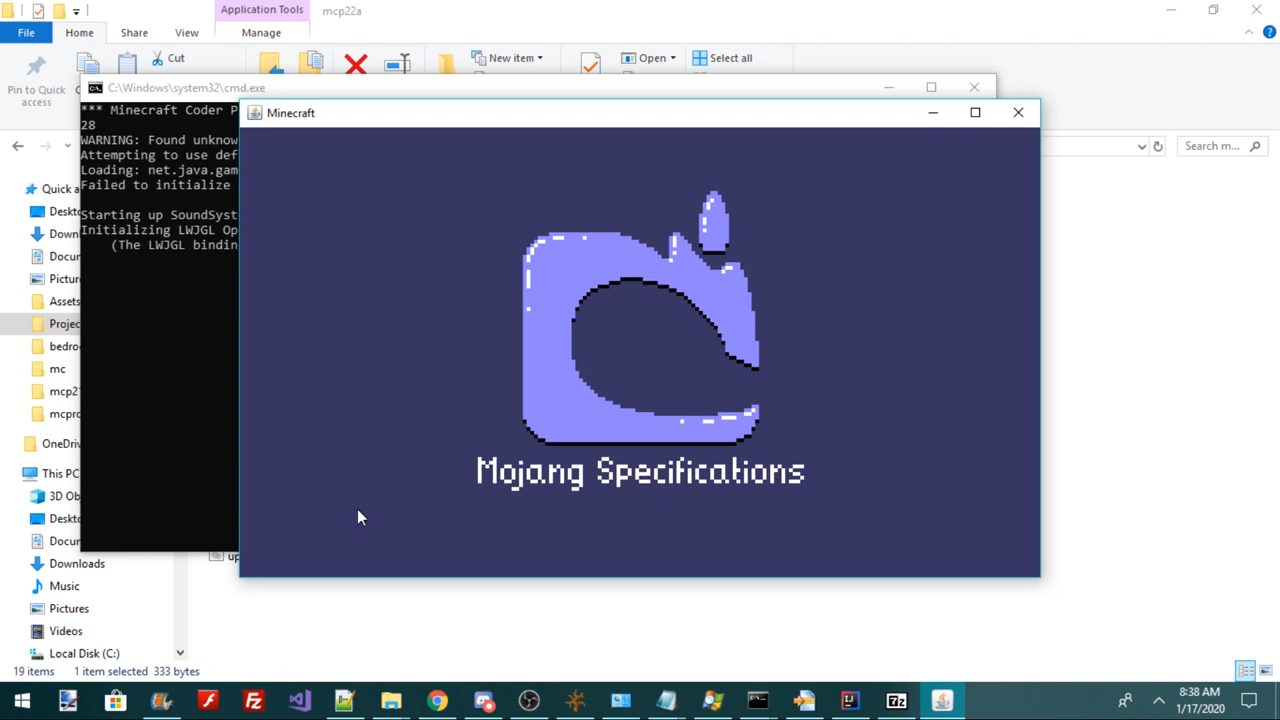 Application Tools
mcp22a
File
Home
Share
View
Manage
Pin to Quick
access
Cut
New item
Open
Select all
C:\Windows\system32\cmd.exe
Minecraft
*** Minecraft Coder P
28
WARNING: Found unknow
Attempting to use def
Loading: net.java.gam
Failed to initialize
Starting up SoundSyst
Initializing LWJGL Op
(The LWJGL bindin
Search m...
Quick a
Deskto
Down
Docu
Picture
Assets
Projec
bedro
mc
mcp2
mcpro
OneDriv
This PC
3D Ob
Deskto
Docun
Downloads
Music
Pictures
Videos
Local Disk (C:)
Mojang Specifications
up
19 items
1 item selected 333 bytes
8:38 AM
1/17/2020